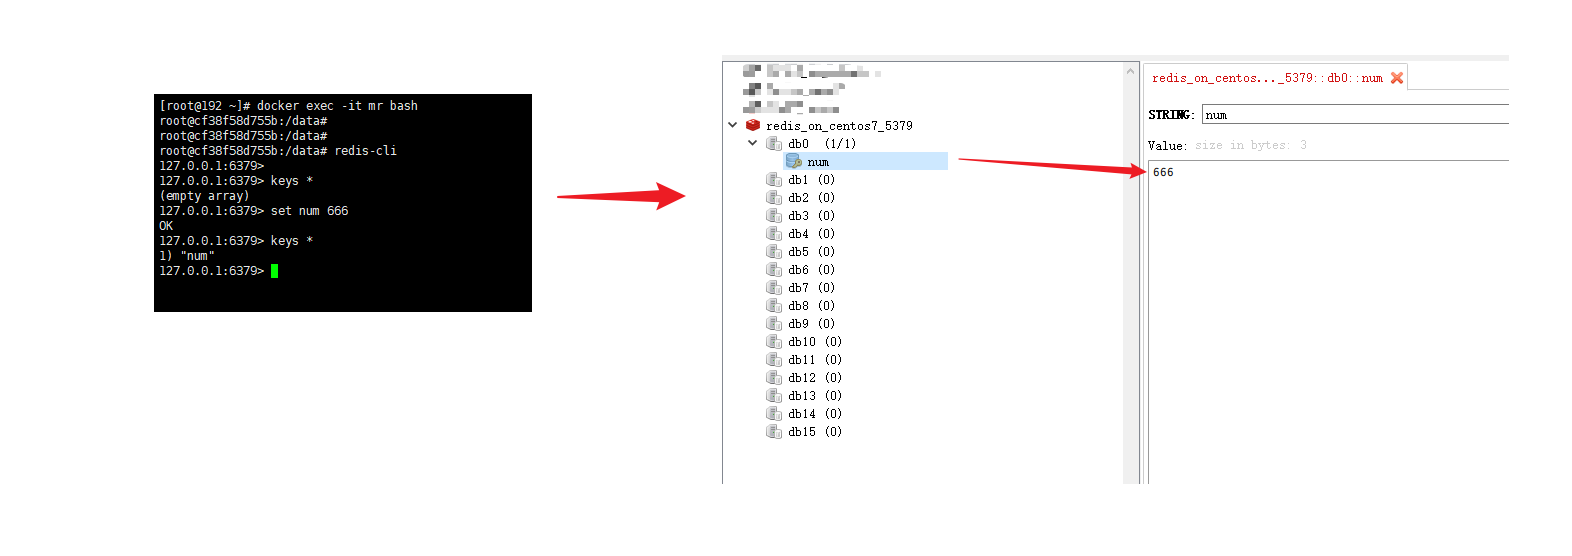 [root@192 ~]# docker exec -it mr bash
root@cf38f58d755b:/data#
root@cf38f58d755b:/data#
root@cf38f58d755b:/data# redis-cli
127.0.0.1:6379>
127.0.0.1:6379> keys *
(empty array)
127.0.0.1:6379> set num 666
OK
127.0.0.1:6379> keys *
1) "num"
127.0.0.1:6379>
redis_on_centos7_5379
db0 (1/1)
num
db1 (0)
db2 (0)
db3 (0)
db4 (0)
db5 (0)
db6 (0)
db7 (0)
db8 (0)
db9 (0)
db10 (0)
db11 (0)
db12 (0)
db13 (0)
db14 (0)
db15 (0)
redis_on_centos..._5379::db0::num
STRING: num
Value: size in bytes: 3
666